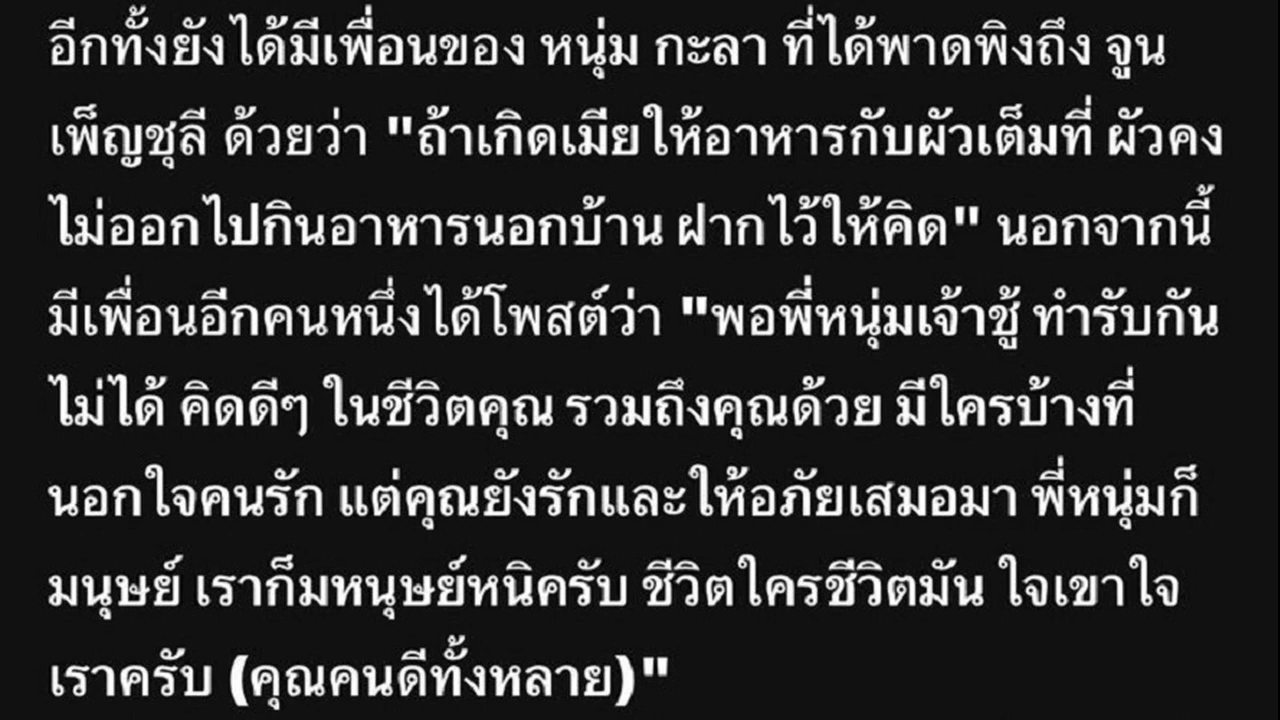 อีกทั้งยังได้มีเพื่อนของ หนุ่ม กะลา ที่ได้พาดพิงถึง จูน
เพ็ญชุลี ด้วยว่า "ถ้าเกิดเมียให้อาหารกับผัวเต็มที่ ผัวคง
ไม่ออกไปกินอาหารนอกบ้าน ฝากไว้ให้คิด" นอกจากนี้
มีเพื่อนอีกคนหนึ่งได้โพสต์ว่า "พอพี่หนุ่มเจ้าชู้ ทำรับกัน
ไม่ได้ คิดดีๆ ในชีวิตคุณ รวมถึงคุณด้วย มีใครบ้างที่
นอกใจคนรัก แต่คุณยังรักและให้อภัยเสมอมา พี่หนุ่มก็
มนุษย์ เราก็มหนุษย์หนิครับ ชีวิตใครชีวิตมัน ใจเขาใจ
เราครับ (คุณคนดีทั้งหลาย)"